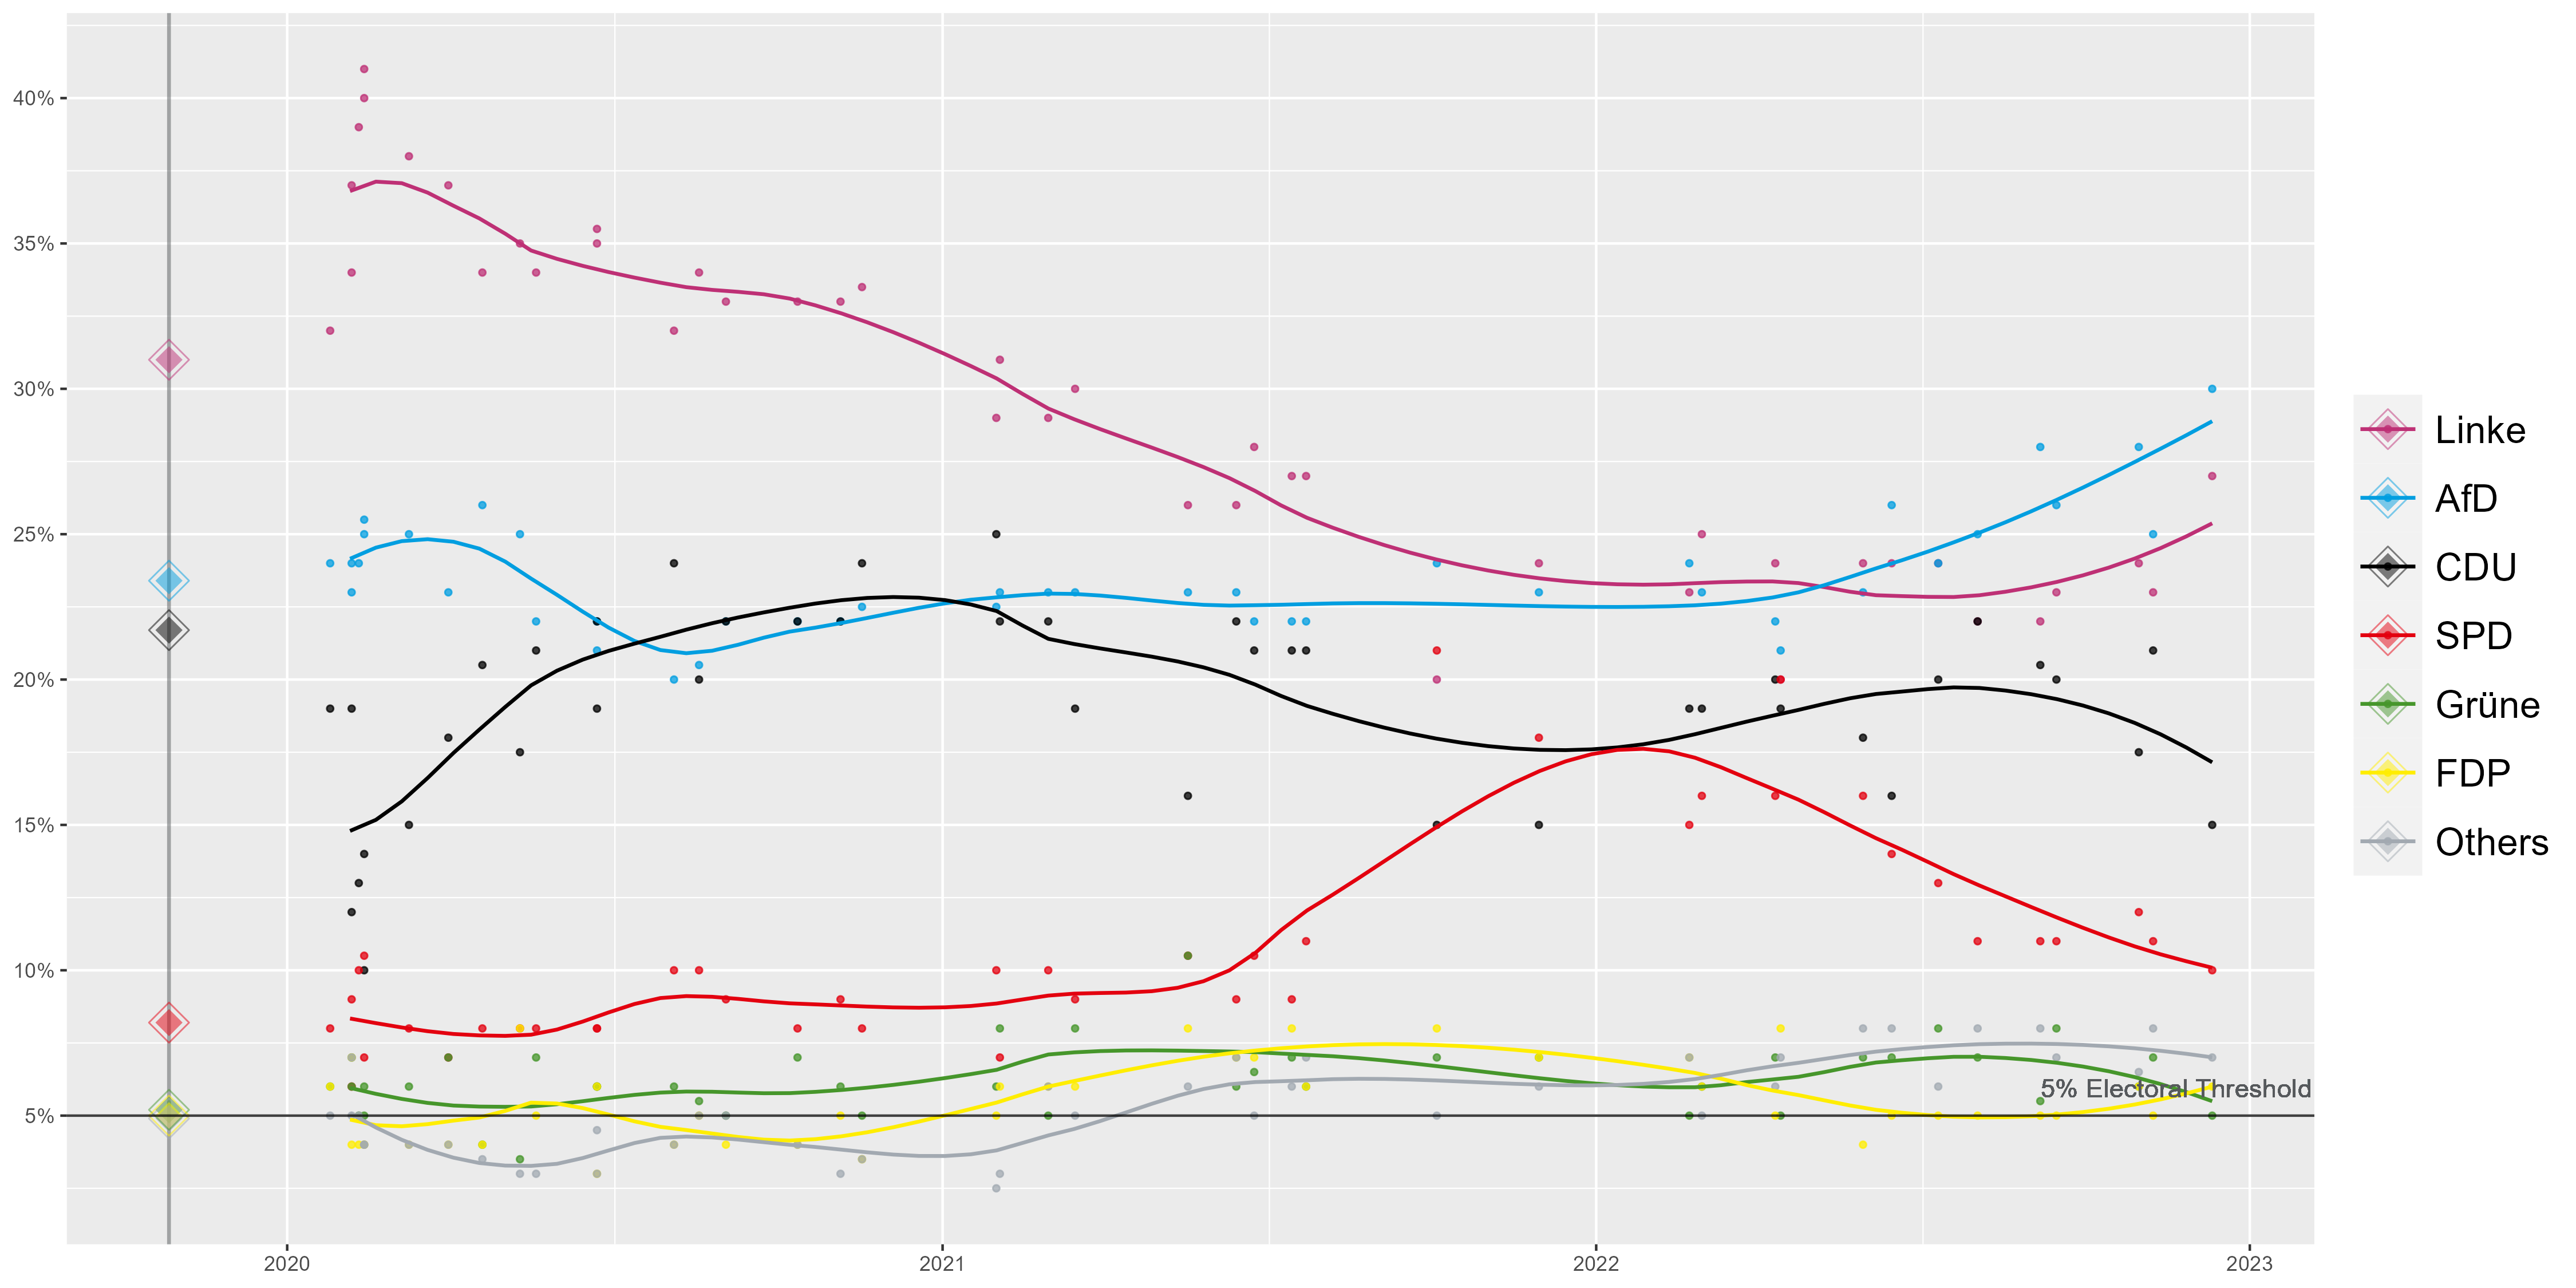 40%
35%
30%
25%
20%
15%
10%
5%
5% Electoral Threshold
2020
2021
2022
2023
Linke
AfD
CDU
SPD
Grüne
FDP
Others